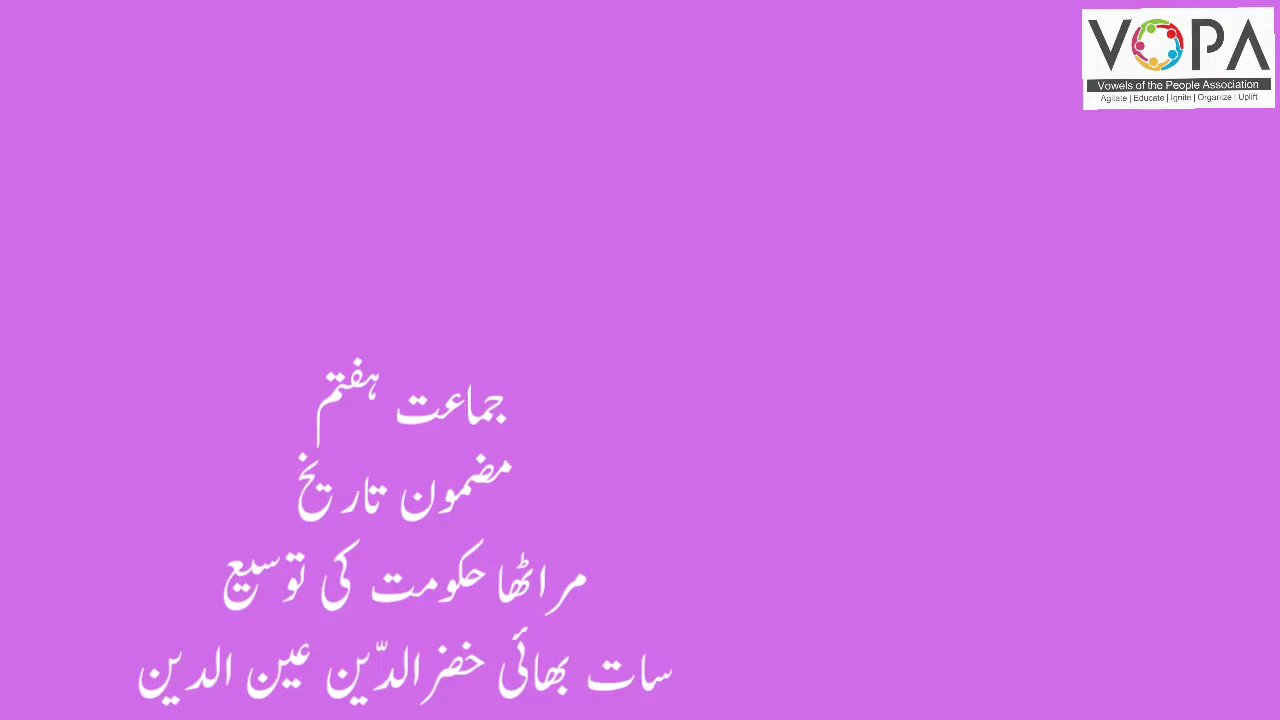 VOPA
Vowels of the People Association
Agitate | Educate | Ignite | Organize | Uplift
جماعت ہفتم
مضمون تاریخ
مراٹھا حکومت کی توسیع
سات بھائی خضرالدّین عین الدین